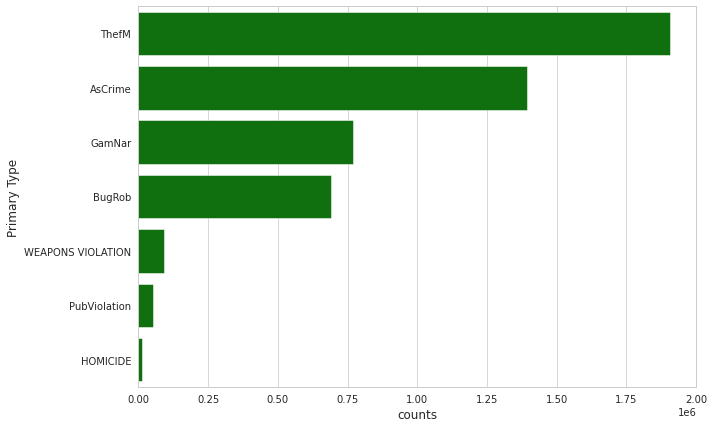 ThefM
AsCrime
GamNar
BugRob
WEAPONS VIOLATION
PubViolation
HOMICIDE
Primary Type
0.00 0.25 0.50 0.75 1.00 1.25 1.50 1.75 2.00
1e6
counts